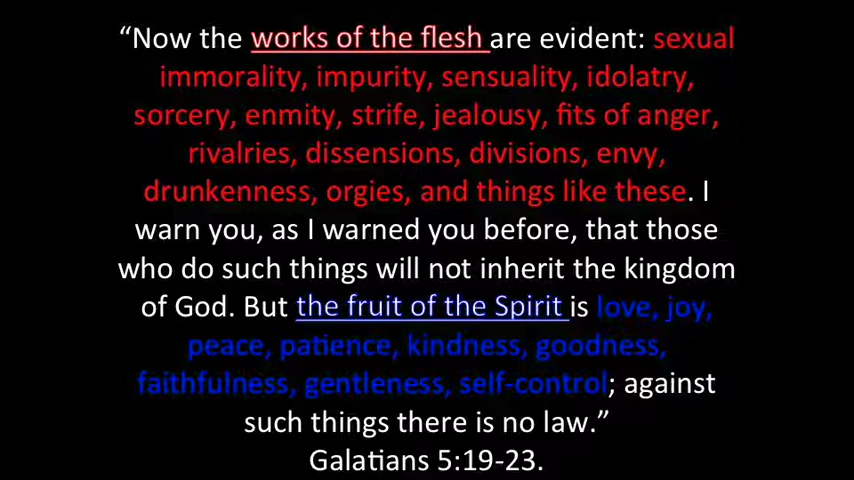 “Now the works of the flesh are evident: sexual
immorality, impurity, sensuality, idolatry,
sorcery, enmity, strife, jealousy, fits of anger,
rivalries, dissensions, divisions, envy,
drunkenness, orgies, and things like these. I
warn you, as I warned you before, that those
who do such things will not inherit the kingdom
of God. But the fruit of the Spirit is love, joy,
peace, patience, kindness, goodness,
faithfulness, gentleness, self-control; against
such things there is no law.”
Galatians 5:19-23.